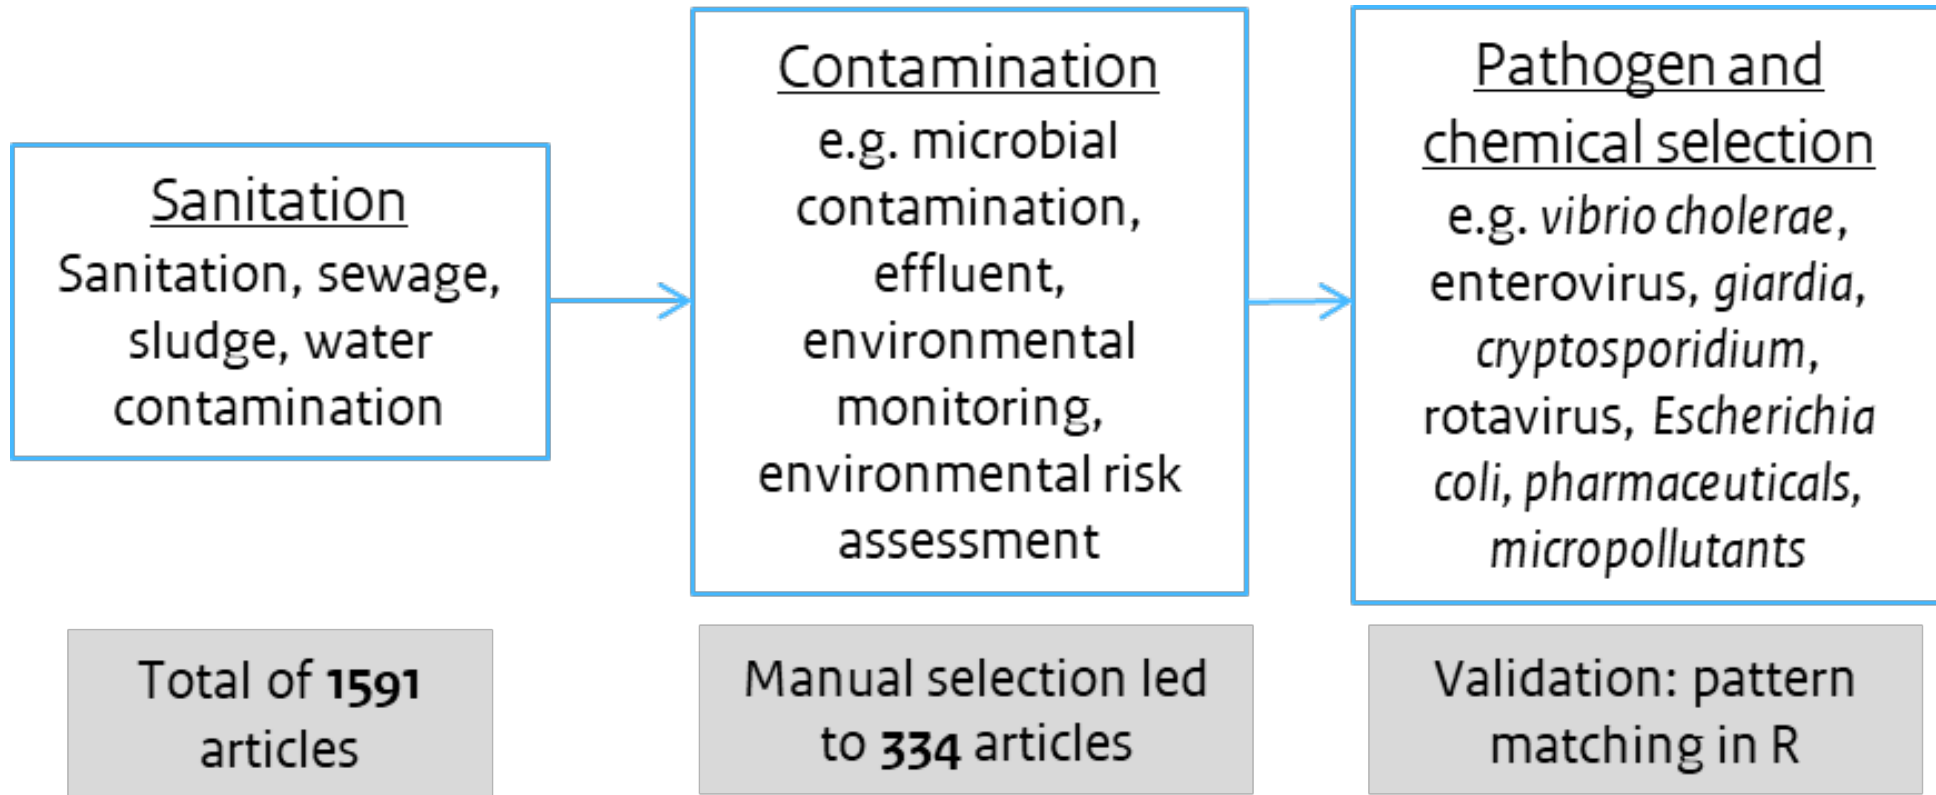 Sanitation
Sanitation, sewage,
sludge, water
contamination
Total of 1591
articles
Contamination
e.g. microbial
contamination,
effluent,
environmental
monitoring,
environmental risk
assessment
Manual selection led
to 334 articles
Pathogen and
chemical selection
e.g. vibrio cholerae,
enterovirus, giardia,
cryptosporidium,
rotavirus, Escherichia
coli, pharmaceuticals,
micropollutants
Validation: pattern
matching in R